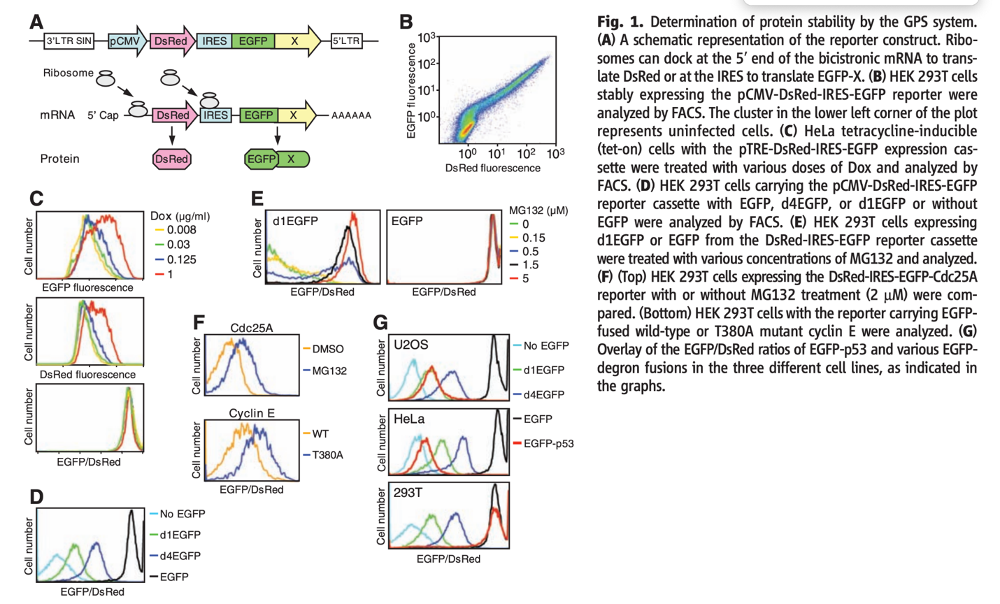 A
3'LTR SIN
pCMV
DsRed
IRES
EGFP
X
5'LTR
Ribosome
mRNA
5' Cap
DsRed
IRES
EGFP
X
AAAAAA
Protein
DsRed
EGFP
X
B
EGFP fluorescence
10³
10²
10¹
10⁰
10⁰ 10¹ 10² 10³
DsRed fluorescence
C
Cell number
EGFP fluorescence
Dox (µg/ml)
0.008
0.03
0.125
1
Cell number
DsRed fluorescence
Cell number
EGFP/DsRed
D
Cell number
EGFP/DsRed
No EGFP
d1EGFP
d4EGFP
EGFP
E
Cell number
d1EGFP
EGFP/DsRed
EGFP
EGFP/DsRed
MG132 (µM)
0
0.15
0.5
1.5
5
F
Cdc25A
Cell number
DMSO
MG132
Cyclin E
Cell number
WT
T380A
EGFP/DsRed
G
U2OS
Cell number
HeLa
Cell number
293T
Cell number
EGFP/DsRed
No EGFP
d1EGFP
d4EGFP
EGFP
EGFP-p53
Fig. 1. Determination of protein stability by the GPS system.
(A) A schematic representation of the reporter construct. Ribo-
somes can dock at the 5′ end of the bicistronic mRNA to trans-
late DsRed or at the IRES to translate EGFP-X. (B) HEK 293T cells
stably expressing the pCMV-DsRed-IRES-EGFP reporter were
analyzed by FACS. The cluster in the lower left corner of the plot
represents uninfected cells. (C) HeLa tetracycline-inducible
(tet-on) cells with the pTRE-DsRed-IRES-EGFP expression cas-
sette were treated with various doses of Dox and analyzed by
FACS. (D) HEK 293T cells carrying the pCMV-DsRed-IRES-EGFP
reporter cassette with EGFP, d4EGFP, or d1EGFP or without
EGFP were analyzed by FACS. (E) HEK 293T cells expressing
d1EGFP or EGFP from the DsRed-IRES-EGFP reporter cassette
were treated with various concentrations of MG132 and analyzed.
(F) (Top) HEK 293T cells expressing the DsRed-IRES-EGFP-Cdc25A
reporter with or without MG132 treatment (2 µM) were com-
pared. (Bottom) HEK 293T cells with the reporter carrying EGFP-
fused wild-type or T380A mutant cyclin E were analyzed. (G)
Overlay of the EGFP/DsRed ratios of EGFP-p53 and various EGFP-
degron fusions in the three different cell lines, as indicated in
the graphs.